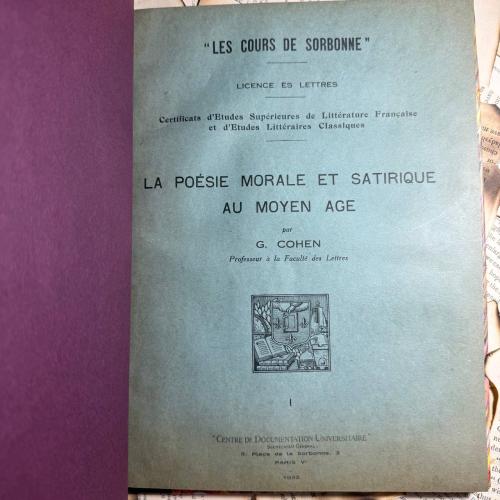 "LES COURS DE SORBONNE"
LICENCE ÈS LETTRES
Certificats d'Etudes Supérieures de Littérature Française
et d'Etudes Littéraires Classiques
LA POÉSIE MORALE ET SATIRIQUE
AU MOYEN AGE
par
G. COHEN
Professeur à la Faculté des Lettres
I
"CENTRE DE DOCUMENTATION UNIVERSITAIRE"
Place de la Sorbonne, 3
PARIS Vᵉ